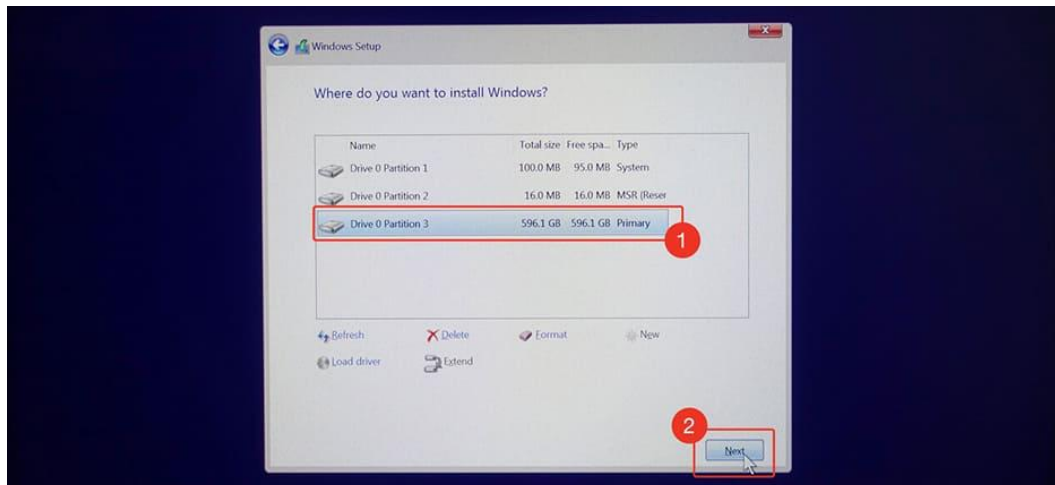 Windows Setup
Where do you want to install Windows?
Name Total size Free spa... Type
Drive 0 Partition 1 100.0 MB 95.0 MB System
Drive 0 Partition 2 16.0 MB 16.0 MB MSR (Reser
Drive 0 Partition 3 596.1 GB 596.1 GB Primary
1
Refresh Delete Format New
Load driver Extend
2
Next